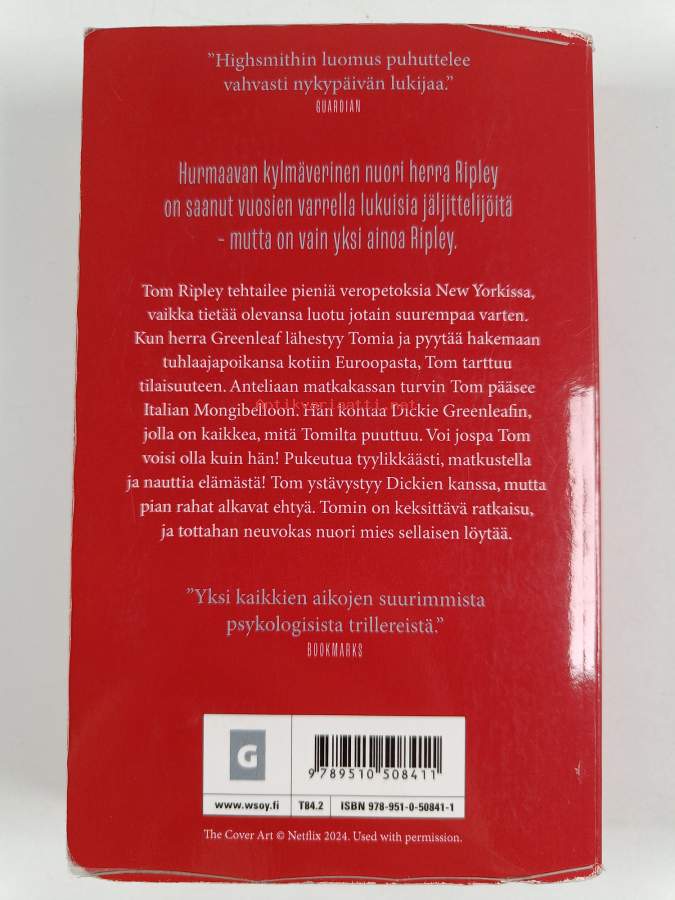 ”Highsmithin luomus puhuttelee
vahvasti nykypäivän lukijaa.”
GUARDIAN
Hurmaavan kylmäverinen nuori herra Ripley
on saanut vuosien varrella lukuisia jäljittelijöitä
– mutta on vain yksi ainoa Ripley.
Tom Ripley tehtailee pieniä veropetoksia New Yorkissa,
vaikka tietää olevansa luotu jotain suurempaa varten.
Kun herra Greenleaf lähestyy Tomia ja pyytää hakemaan
tuhlaajapoikansa kotiin Euroopasta, Tom tarttuu
tilaisuuteen. Anteliaan matkakassan turvin Tom pääsee
Antikvariaatti.net
Italian Mongibelloon. Hän kohtaa Dickie Greenleafin,
jolla on kaikkea, mitä Tomilta puuttuu. Voi jospa Tom
voisi olla kuin hän! Pukeutua tyylikkäästi, matkustella
ja nauttia elämästä! Tom ystävystyy Dickien kanssa, mutta
pian rahat alkavat ehtyä. Tomin on keksittävä ratkaisu,
ja tottahan neuvokas nuori mies sellaisen löytää.
”Yksi kaikkien aikojen suurimmista
psykologisista trillereistä.”
BOOKMARKS
G
9789510508411
www.wsoy.fi
T84.2
ISBN 978-951-0-50841-1
The Cover Art © Netflix 2024. Used with permission.